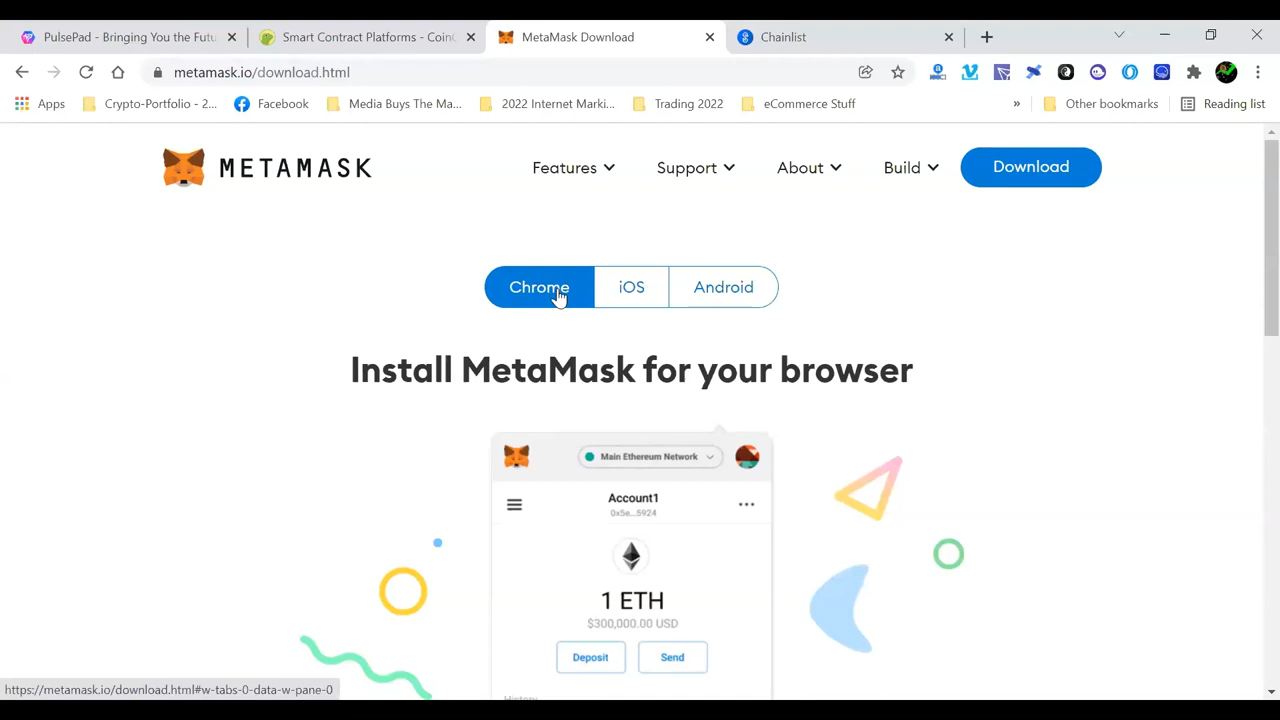 PulsePad - Bringing You the Futu
Smart Contract Platforms - CoinG
MetaMask Download
Chainlist
metamask.io/download.html
Apps
Crypto-Portfolio - 2...
Facebook
Media Buys The Ma...
2022 Internet Marki...
Trading 2022
eCommerce Stuff
»
Other bookmarks
Reading list
METAMASK
Features
Support
About
Build
Download
Chrome
iOS
Android
Install MetaMask for your browser
Main Ethereum Network
Account1
0x5e...5924
1 ETH
$300,000.00 USD
Deposit
Send
History
https://metamask.io/download.html#w-tabs-0-data-w-pane-0